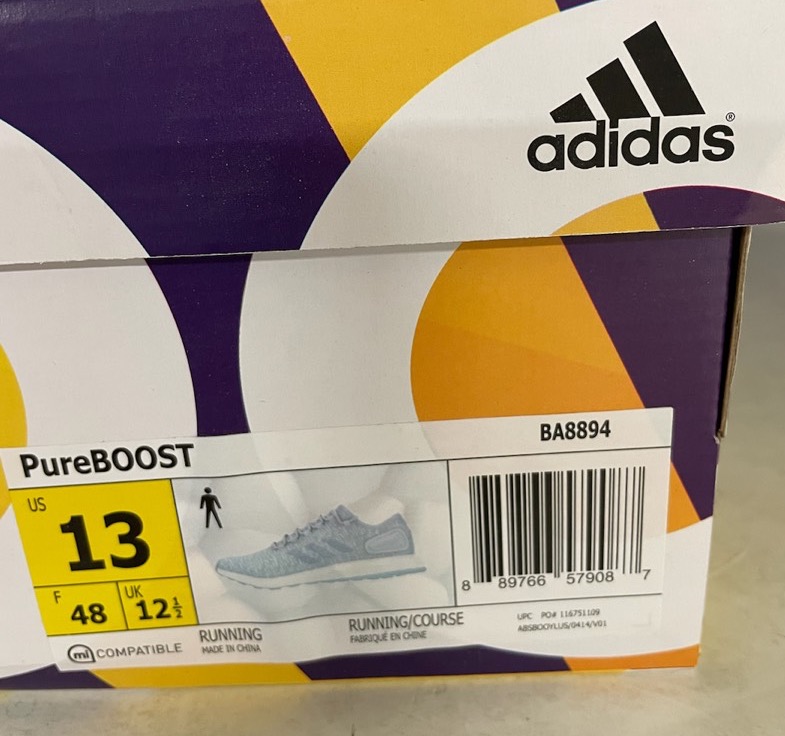 adidas®
PureBOOST
BA8894
US
13
F
48
UK
12½
8 89766 57908 7
mi COMPATIBLE
RUNNING
MADE IN CHINA
RUNNING/COURSE
FABRIQUÉ EN CHINE
UPC PO# 116751109
ABSBOOYLUS/0414/V01